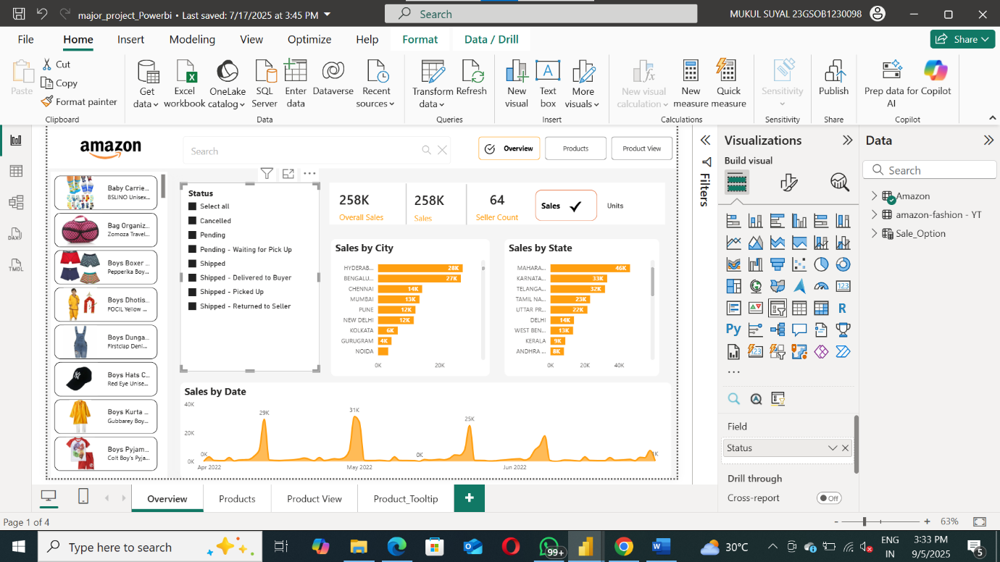 major_project_Powerbi • Last saved: 7/17/2025 at 3:45 PM
Search
MUKUL SUYAL 23GSOB1230098
File Home Insert Modeling View Optimize Help Format Data / Drill
Share
Paste
Cut
Copy
Format painter
Clipboard
Get data
Excel workbook
OneLake catalog
SQL Server
Enter data
Dataverse
Recent sources
Data
Transform data
Refresh
Queries
New visual
Text box
More visuals
Insert
New visual calculation
New measure
Quick measure
Calculations
Sensitivity
Sensitivity
Publish
Share
Prep data for AI
Copilot
Copilot
amazon
Search
Overview
Products
Product View
Baby Carrie...
BSLINO Unisex...
Bag Organiz...
Zomoza Travel...
Boys Boxer ...
Pepperika Boy...
Boys Dhotis...
FOCIL Yellow ...
Boys Dunga...
Firstclap Deni...
Boys Hats C...
Red Eye Unise...
Boys Kurta ...
Gubbarey Boy...
Boys Pyjam...
Colt Boy's Pyja...
Status
Select all
Cancelled
Pending
Pending - Waiting for Pick Up
Shipped
Shipped - Delivered to Buyer
Shipped - Picked Up
Shipped - Returned to Seller
258K
Overall Sales
258K
Sales
64
Seller Count
Sales
Units
Sales by City
HYDERAB... 28K
BENGALU... 27K
CHENNAI 14K
MUMBAI 13K
PUNE 12K
NEW DELHI 12K
KOLKATA 6K
GURUGRAM 4K
NOIDA
0K 20K
Sales by State
MAHARA... 46K
KARNATA... 33K
TELANGA... 32K
TAMIL NA... 23K
UTTAR PR... 22K
DELHI 14K
WEST BEN... 13K
KERALA 9K
ANDHRA ... 8K
0K 20K 40K
Sales by Date
40K
20K
0K
0K
29K
31K
0K
25K
1K
Apr 2022 May 2022 Jun 2022
Filters
Visualizations
Build visual
123
R
Py
123
...
Field
Status
Drill through
Cross-report
Off
Data
Search
Amazon
amazon-fashion - YT
Sale_Option
DAX
TMDL
Overview Products Product View Product_Tooltip +
Page 1 of 4
- + 63%
Type here to search
99+
30°C
ENG
IN
3:33 PM
9/5/2025
5